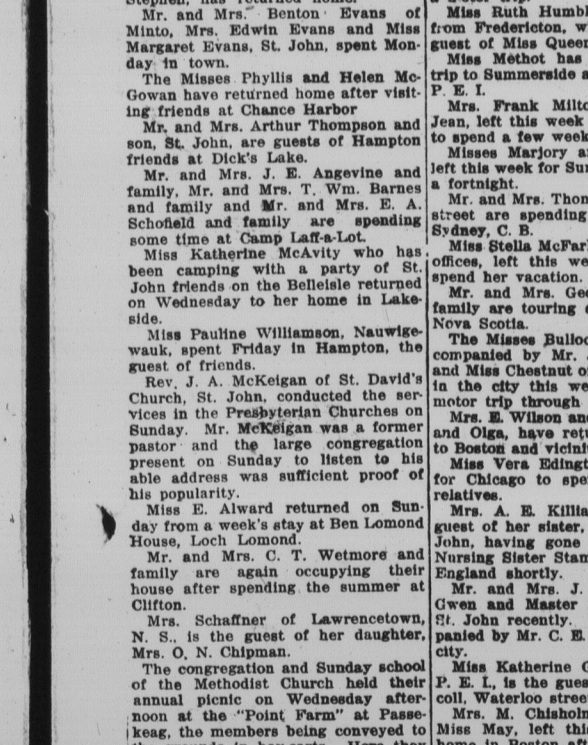 Stephen, has returned home.
Mr. and Mrs. Benton Evans of
Minto, Mrs. Edwin Evans and Miss
Margaret Evans, St. John, spent Mon-
day in town.
The Misses Phyllis and Helen Mc-
Gowan have returned home after visit-
ing friends at Chance Harbor
Mr. and Mrs. Arthur Thompson and
son, St. John, are guests of Hampton
friends at Dick's Lake.
Mr. and Mrs. J. E. Angevine and
family, Mr. and Mrs. T. Wm. Barnes
and family and Mr. and Mrs. E. A.
Schofield and family are spending
some time at Camp Laff-a-Lot.
Miss Katherine McAvity who has
been camping with a party of St.
John friends on the Belleisle returned
on Wednesday to her home in Lake-
side.
Miss Pauline Williamson, Nauwige-
wauk, spent Friday in Hampton, the
guest of friends.
Rev. J. A. McKeigan of St. David's
Church, St. John, conducted the ser-
vices in the Presbyterian Churches on
Sunday. Mr. McKeigan was a former
pastor and the large congregation
present on Sunday to listen to his
able address was sufficient proof of
his popularity.
Miss E. Alward returned on Sun-
day from a week's stay at Ben Lomond
House, Loch Lomond.
Mr. and Mrs. C. T. Wetmore and
family are again occupying their
house after spending the summer at
Clifton.
Mrs. Schaffner of Lawrencetown,
N. S., is the guest of her daughter,
Mrs. O. N. Chipman.
The congregation and Sunday school
of the Methodist Church held their
annual picnic on Wednesday after-
noon at the "Point Farm" at Passe-
keag, the members being conveyed to
Miss Ruth Humbl
from Fredericton, w
guest of Miss Queen
Miss Methot has
trip to Summerside a
P. E. I.
Mrs. Frank Milto
Jean, left this week
to spend a few week
Misses Marjory a
left this week for Su
a fortnight.
Mr. and Mrs. Thon
street are spending
Sydney, C. B.
Miss Stella McFar
offices, left this we
spend her vacation.
Mr. and Mrs. Geo
family are touring
Nova Scotia.
The Misses Bulloc
companied by Mr.
and Miss Chestnut o
in the city this we
motor trip through
Mrs. E. Wilson and
and Olga, have retu
to Boston and vicini
Miss Vera Edingt
for Chicago to spe
relatives.
Mrs. A. E. Killia
guest of her sister,
John, having gone
Nursing Sister Stam
England shortly.
Mr. and Mrs. J.
Gwen and Master
St. John recently.
panied by Mr. C. E.
city.
Miss Katherine C
P. E. I., is the gues
coll, Waterloo stree
Mrs. M. Chisholm
Miss May, left thi
home in Boston